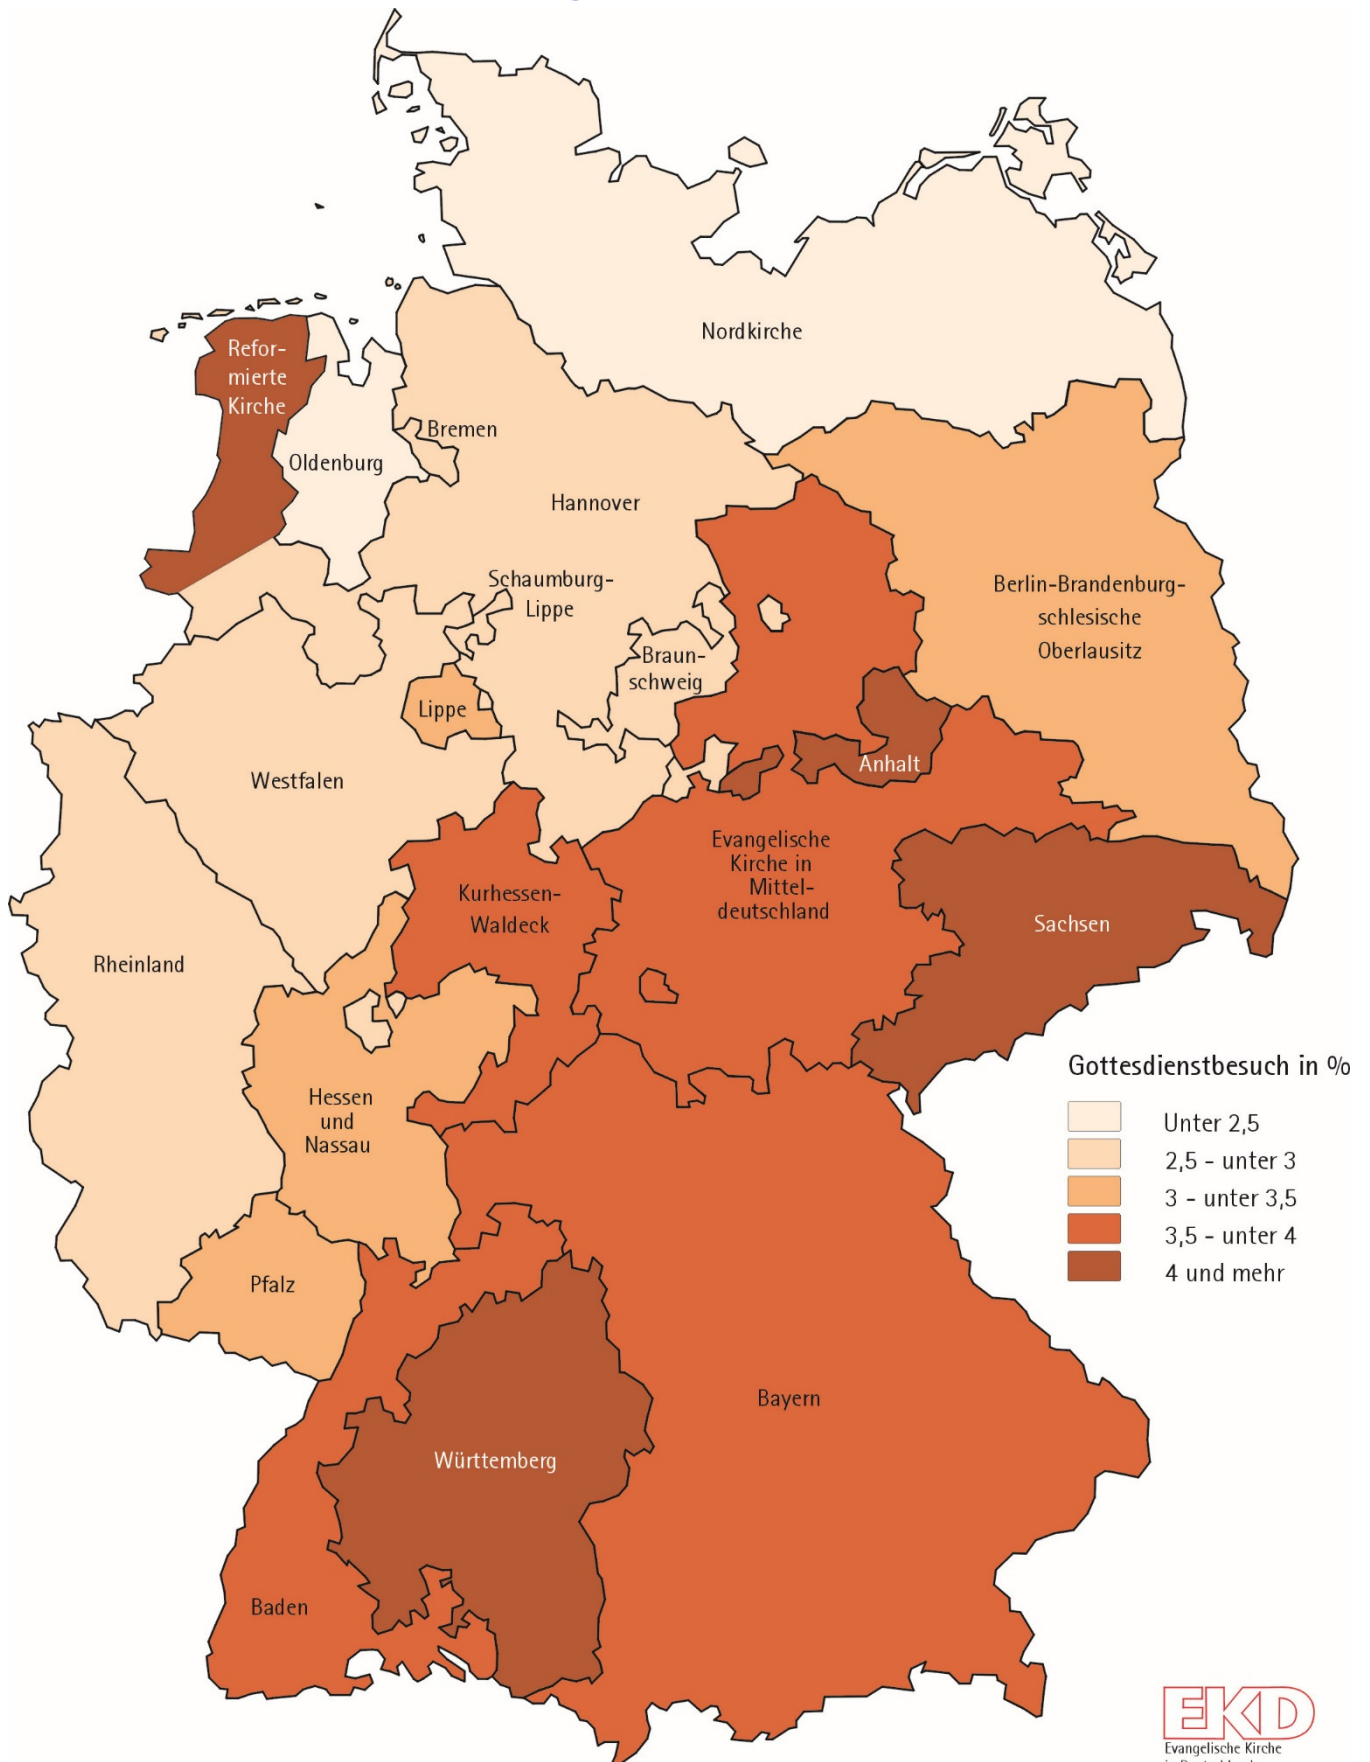 Nordkirche
Refor-
mierte
Kirche
Bremen
Oldenburg
Hannover
Schaumburg-
Lippe
Berlin-Brandenburg-
schlesische
Oberlausitz
Braun-
schweig
Lippe
Westfalen
Anhalt
Evangelische
Kirche in
Mittel-
deutschland
Kurhessen-
Waldeck
Sachsen
Rheinland
Hessen
und
Nassau
Gottesdienstbesuch in %
Unter 2,5
2,5 - unter 3
3 - unter 3,5
3,5 - unter 4
4 und mehr
Pfalz
Bayern
Württemberg
Baden
EKD
Evangelische Kirche